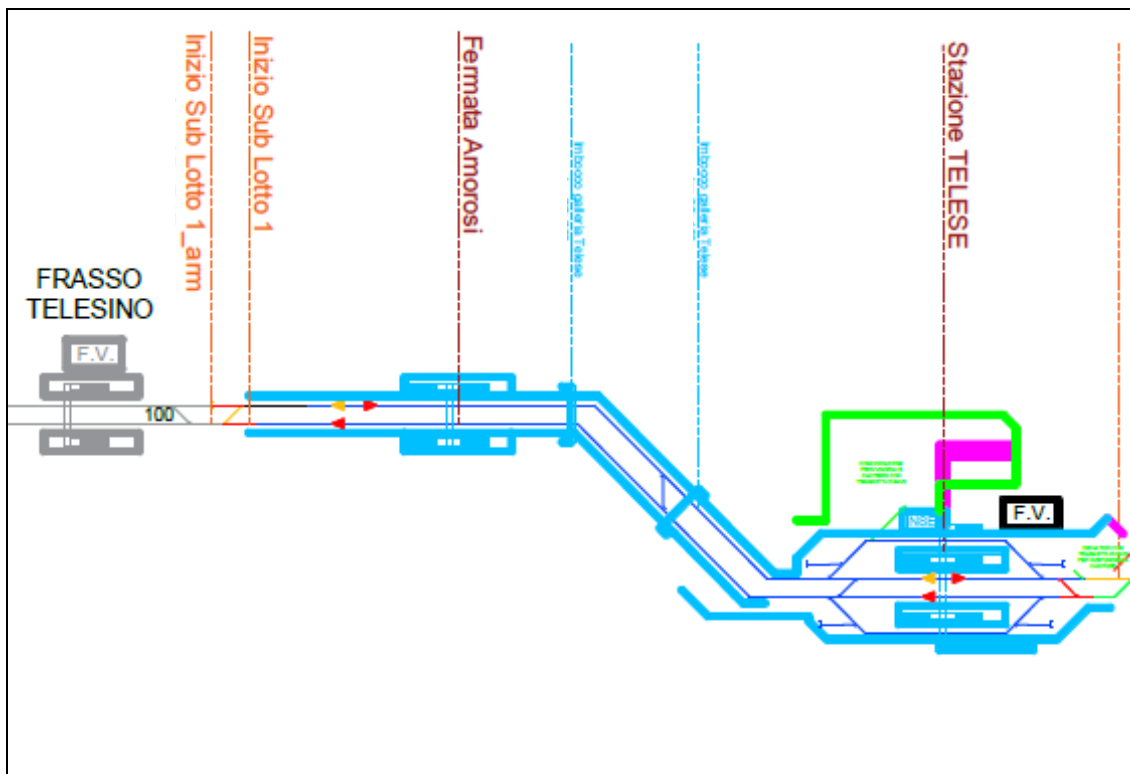 Inizio Sub Lotto 1_arm
Inizio Sub Lotto 1
Fermata Amorosi
Imbocco galleria Telese
Imbocco galleria Telese
Stazione TELESE
FRASSO
TELESINO
F.V.
100
F.V.